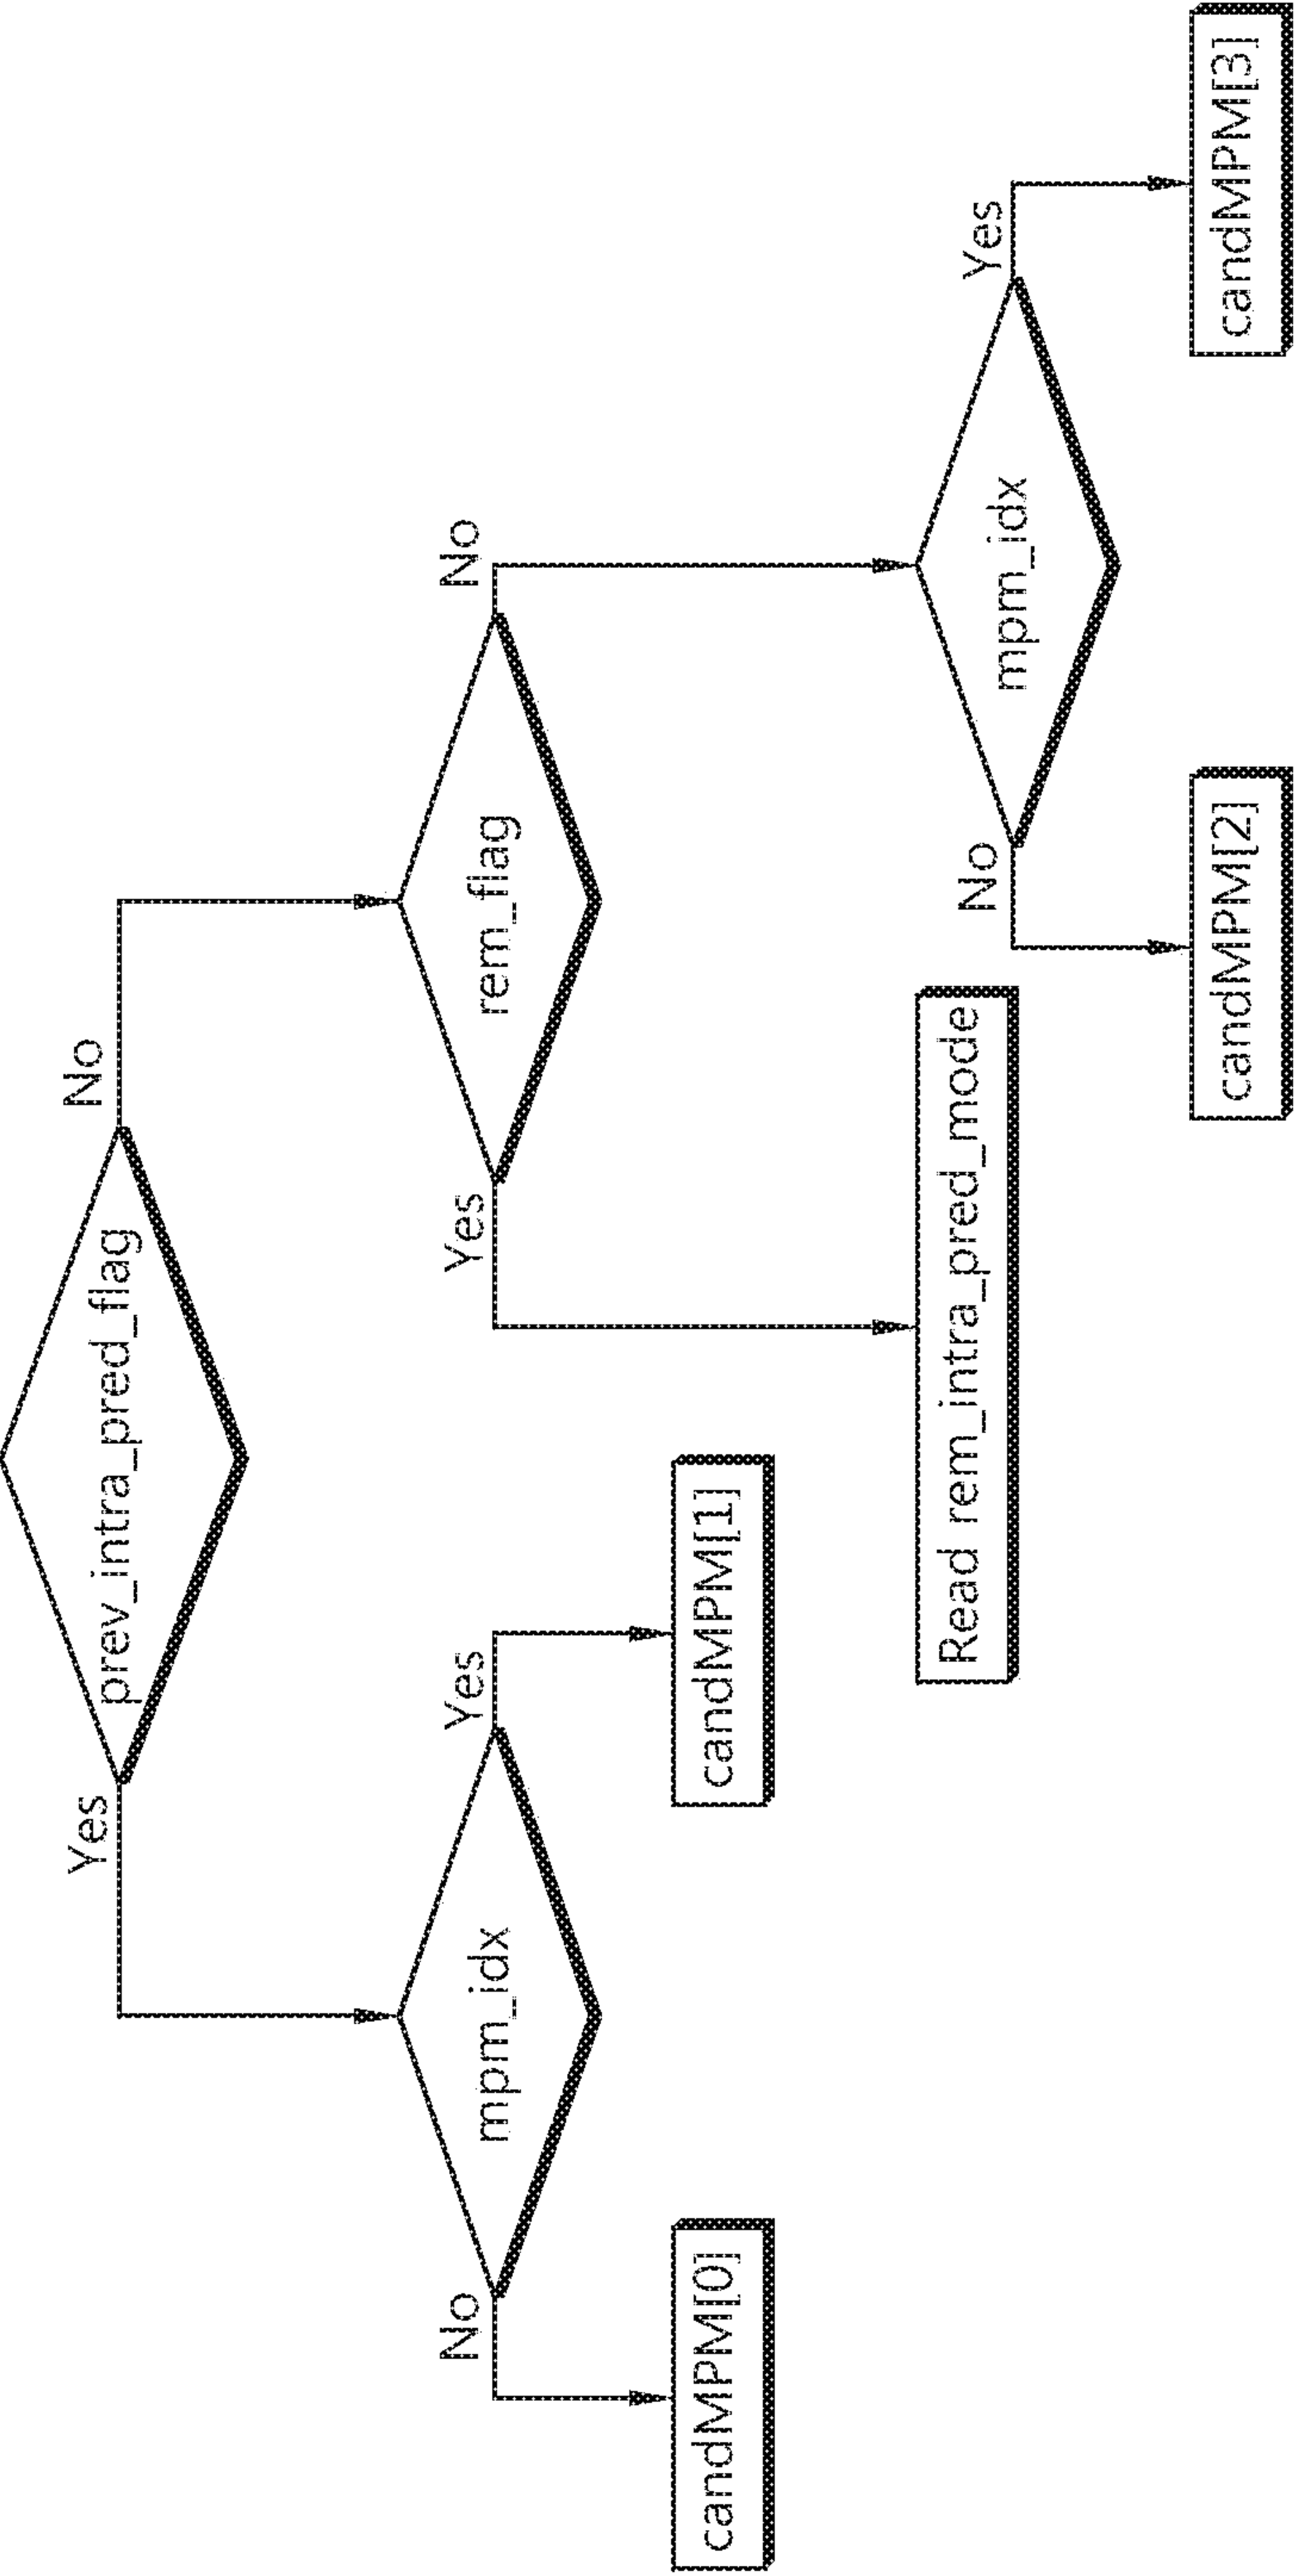 prev_intra_pred_flag
Yes
No
mpm_idx
rem_flag
No
Yes
Yes
No
candMPM[0]
candMPM[1]
Read rem_intra_pred_mode
mpm_idx
No
Yes
candMPM[2]
candMPM[3]